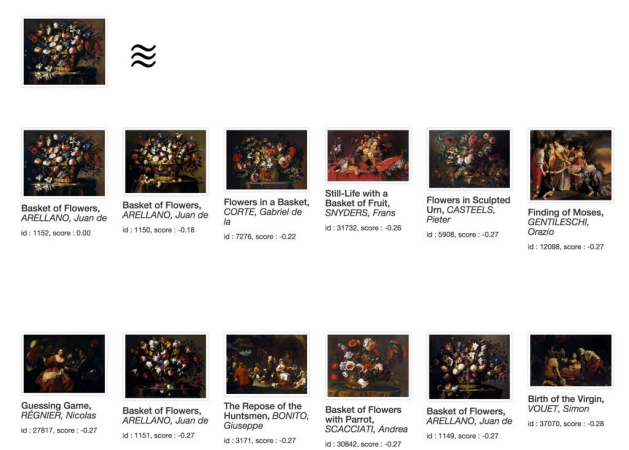 ≋
Basket of Flowers,
ARELLANO, Juan de
id : 1152, score : 0.00
Basket of Flowers,
ARELLANO, Juan de
id : 1150, score : -0.18
Flowers in a Basket,
CORTE, Gabriel de
la
id : 7276, score : -0.22
Still-Life with a
Basket of Fruit,
SNYDERS, Frans
id : 31732, score : -0.26
Flowers in Sculpted
Urn, CASTEELS,
Pieter
id : 5908, score : -0.27
Finding of Moses,
GENTILESCHI,
Orazio
id : 12098, score : -0.27
Guessing Game,
RÉGNIER, Nicolas
id : 27817, score : -0.27
Basket of Flowers,
ARELLANO, Juan de
id : 1151, score : -0.27
The Repose of the
Huntsmen, BONITO,
Giuseppe
id : 3171, score : -0.27
Basket of Flowers
with Parrot,
SCACCIATI, Andrea
id : 30842, score : -0.27
Basket of Flowers,
ARELLANO, Juan de
id : 1149, score : -0.27
Birth of the Virgin,
VOUET, Simon
id : 37070, score : -0.28